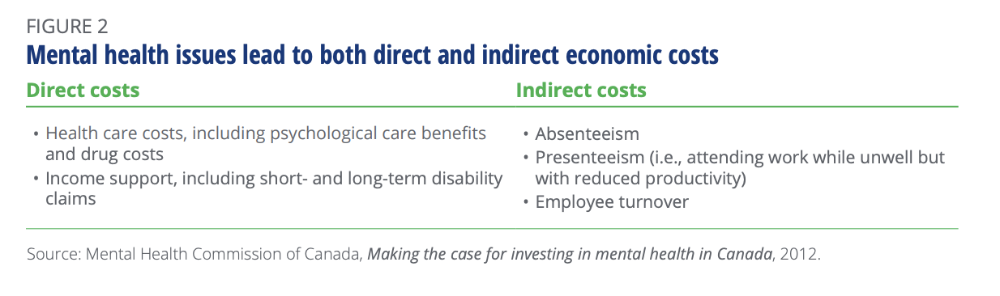 FIGURE 2
Mental health issues lead to both direct and indirect economic costs
Direct costs
• Health care costs, including psychological care benefits
and drug costs
• Income support, including short- and long-term disability
claims
Indirect costs
• Absenteeism
• Presenteeism (i.e., attending work while unwell but
with reduced productivity)
• Employee turnover
Source: Mental Health Commission of Canada, Making the case for investing in mental health in Canada, 2012.